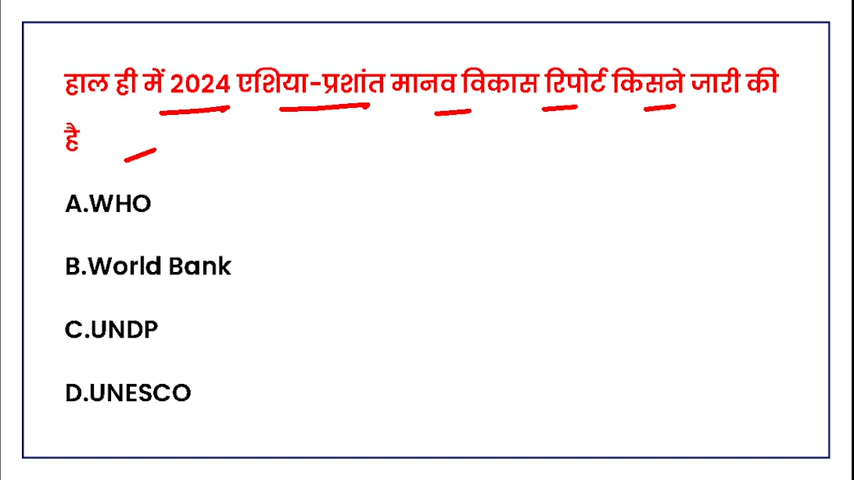 हाल ही में 2024 एशिया-प्रशांत मानव विकास रिपोर्ट किसने जारी की
है
A.WHO
B.World Bank
C.UNDP
D.UNESCO